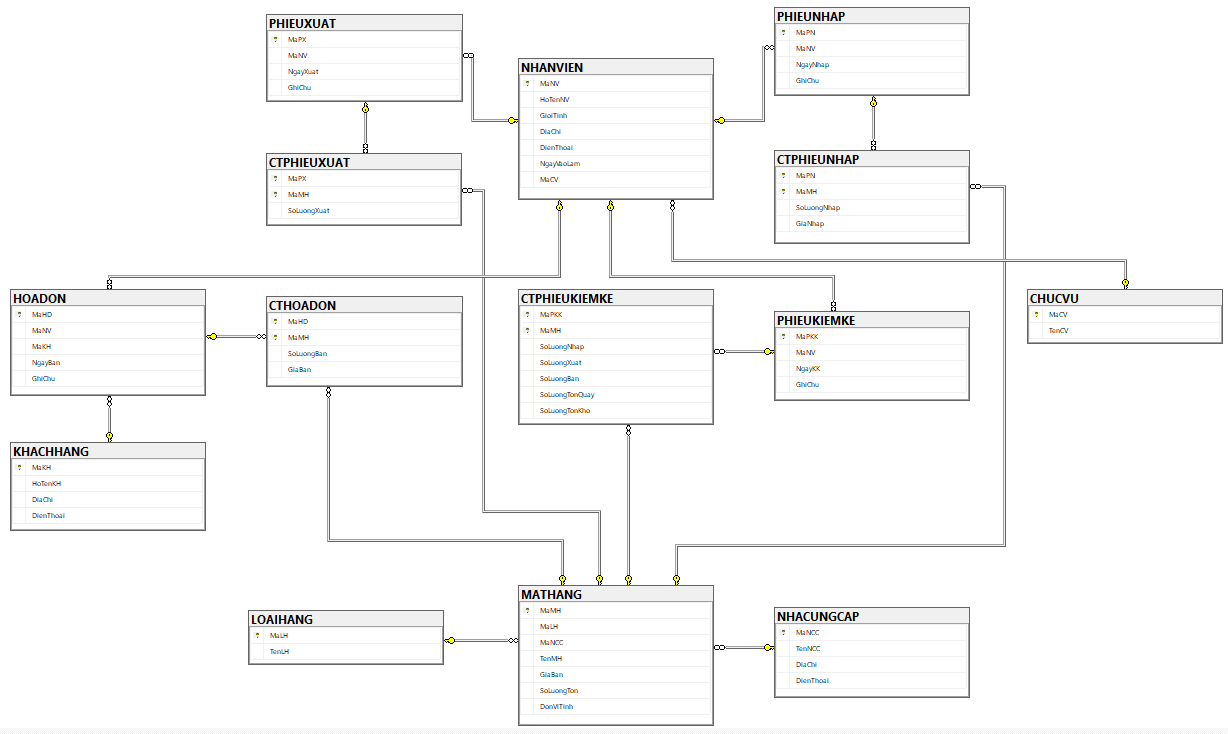 PHIEUXUAT
MaPX
MaNV
NgayXuat
GhiChu
PHIEUNHAP
MaPN
MaNV
NgayNhap
GhiChu
NHANVIEN
MaNV
HoTenNV
GioiTinh
DiaChi
DienThoai
NgayVaoLam
MaCV
CTPHIEUXUAT
MaPX
MaMH
SoLuongXuat
CTPHIEUNHAP
MaPN
MaMH
SoLuongNhap
GiaNhap
HOADON
MaHD
MaNV
MaKH
NgayBan
GhiChu
CTHOADON
MaHD
MaMH
SoLuongBan
GiaBan
CTPHIEUKIEMKE
MaPKK
MaMH
SoLuongNhap
SoLuongXuat
SoLuongBan
SoLuongTonQuay
SoLuongTonKho
PHIEUKIEMKE
MaPKK
MaNV
NgayKK
GhiChu
CHUCVU
MaCV
TenCV
KHACHHANG
MaKH
HoTenKH
DiaChi
DienThoai
LOAIHANG
MaLH
TenLH
MATHANG
MaMH
MaLH
MaNCC
TenMH
GiaBan
SoLuongTon
DonViTinh
NHACUNGCAP
MaNCC
TenNCC
DiaChi
DienThoai